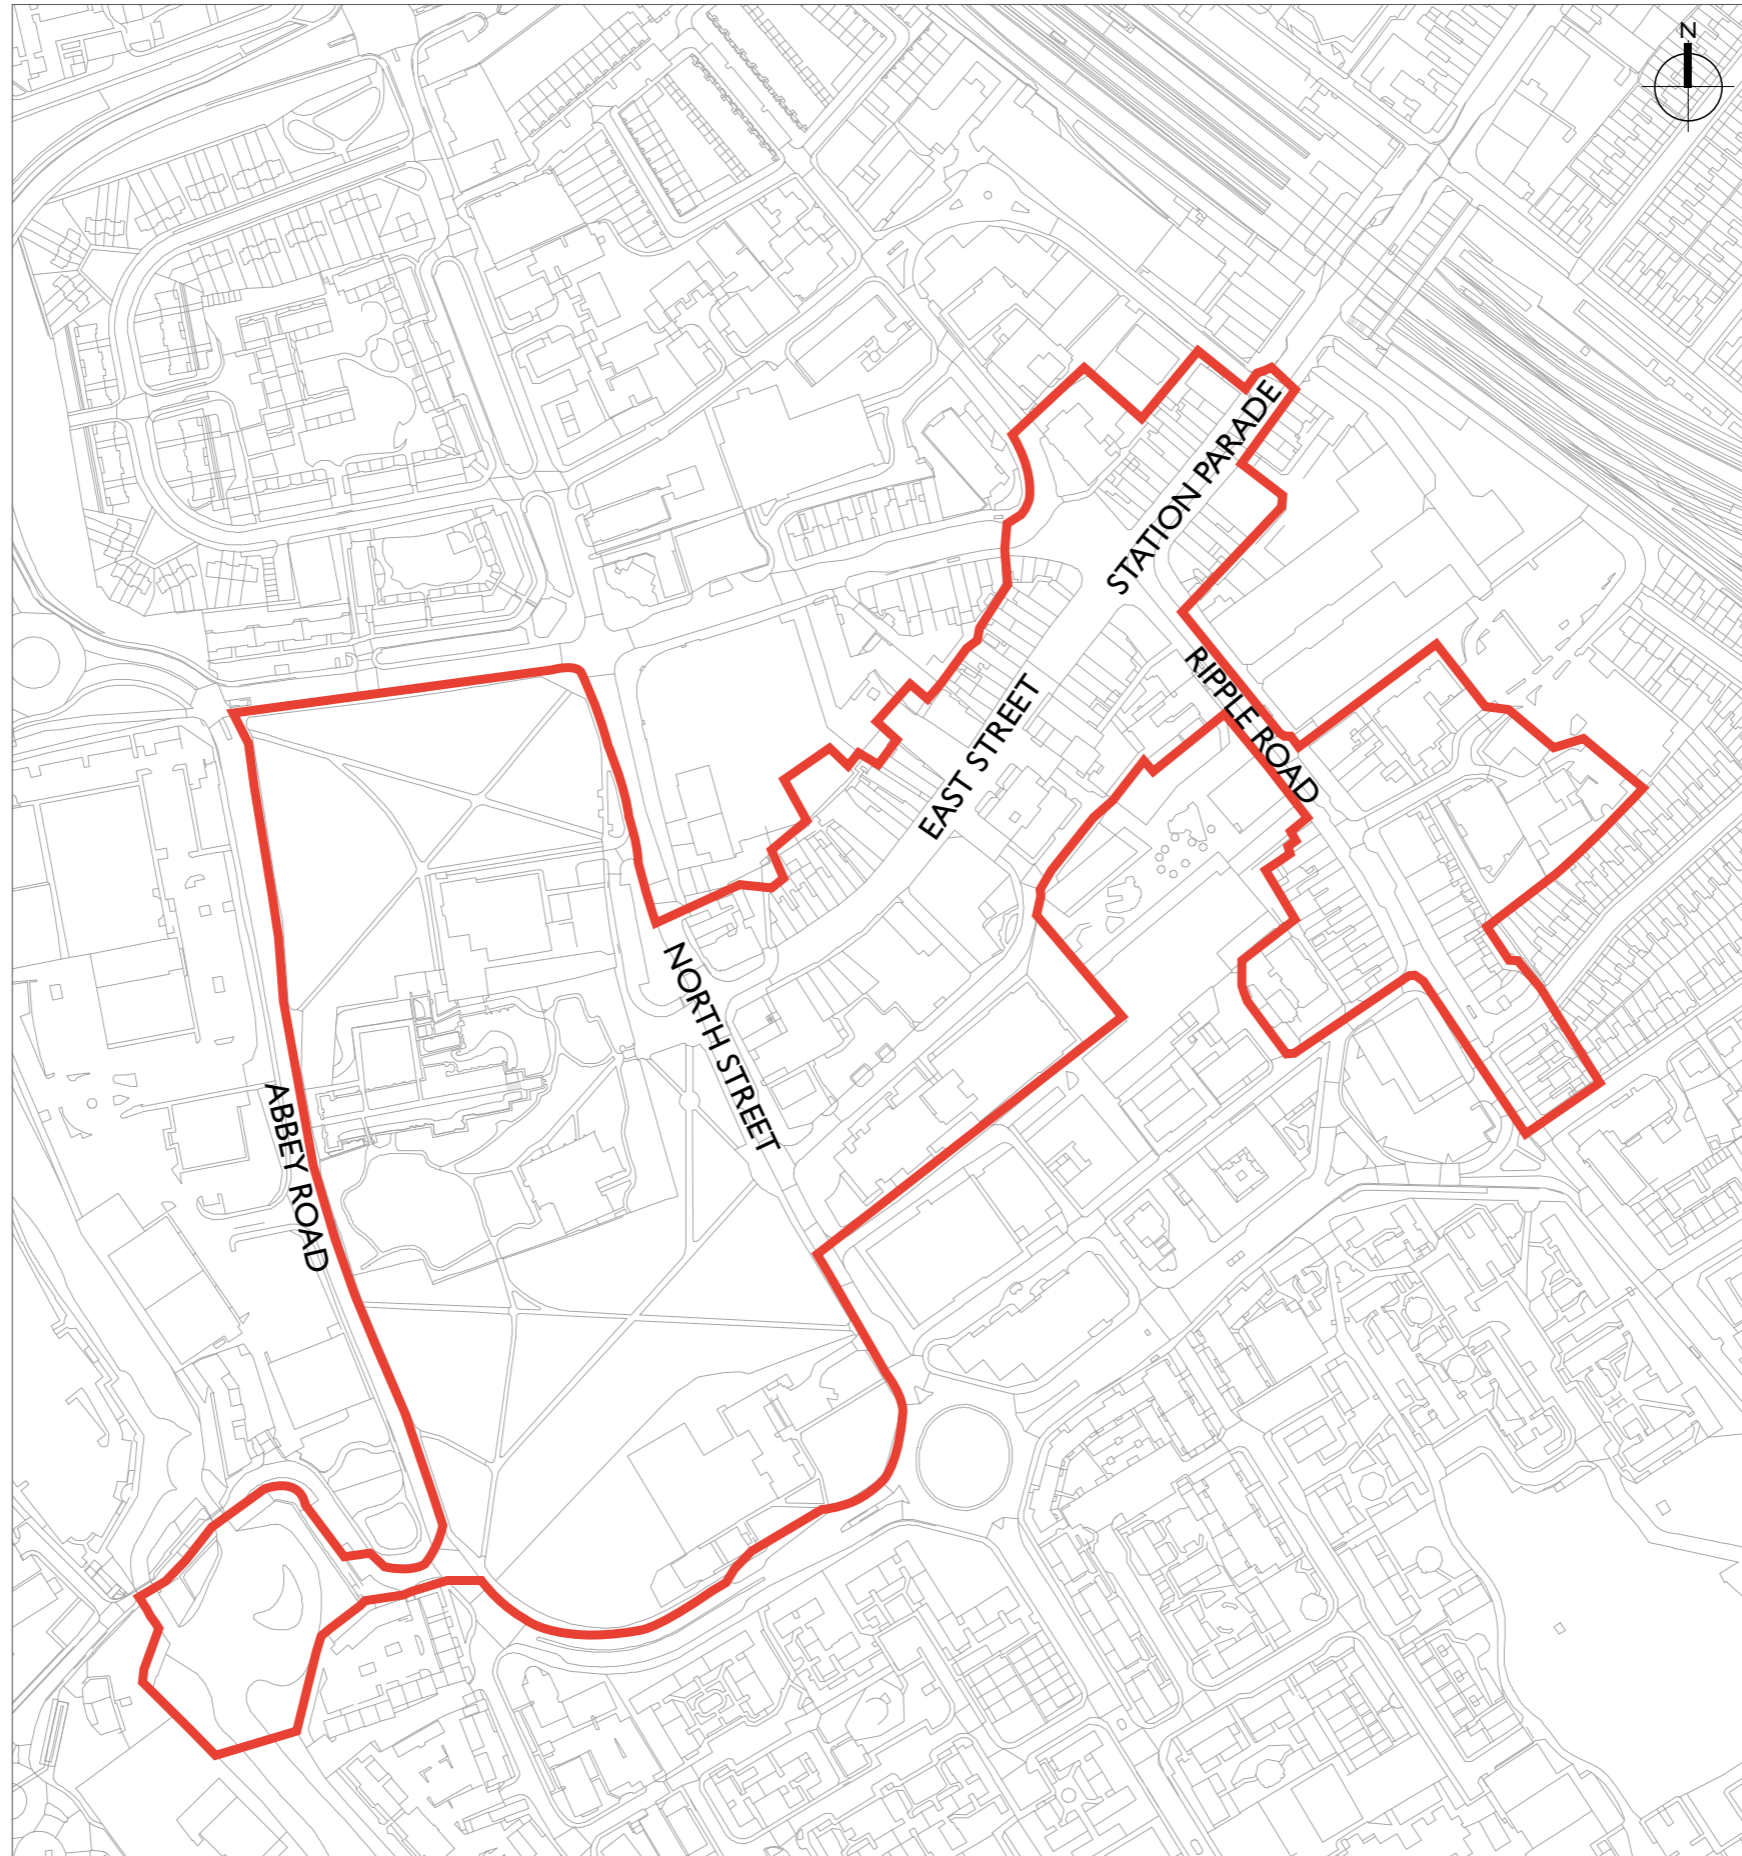 N
STATION PARADE
RIPPLE ROAD
EAST STREET
NORTH STREET
ABBEY ROAD